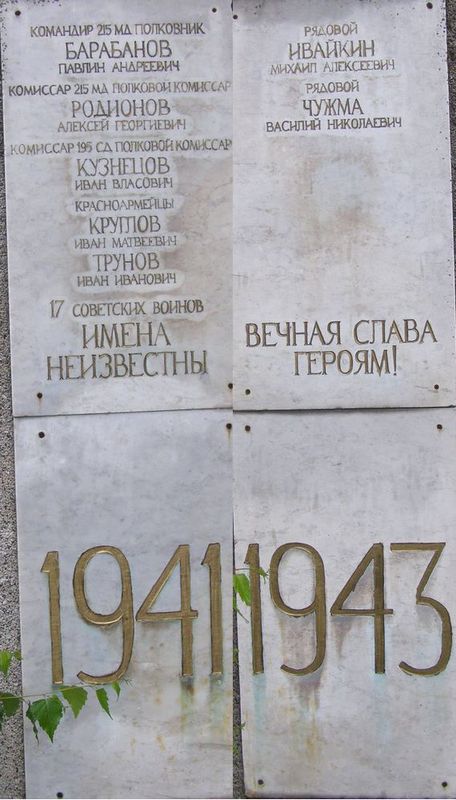 КОМАНДИР 215 МД ПОЛКОВНИК
БАРАБАНОВ
ПАВЛИН АНДРЕЕВИЧ
КОМИССАР 215 МД ПОЛКОВОЙ КОМИССАР
РОДИОНОВ
АЛЕКСЕЙ ГЕОРГИЕВИЧ
КОМИССАР 195 СД ПОЛКОВОЙ КОМИССАР
КУЗНЕЦОВ
ИВАН ВЛАСОВИЧ
КРАСНОАРМЕЙЦЫ
КРУГЛОВ
ИВАН МАТВЕЕВИЧ
ТРУНОВ
ИВАН ИВАНОВИЧ
17 СОВЕТСКИХ ВОИНОВ
ИМЕНА
НЕИЗВЕСТНЫ
РЯДОВОЙ
ИВАЙКИН
МИХАИЛ АЛЕКСЕЕВИЧ
РЯДОВОЙ
ЧУЖМА
ВАСИЛИЙ НИКОЛАЕВИЧ
ВЕЧНАЯ СЛАВА
ГЕРОЯМ!
1941
1943